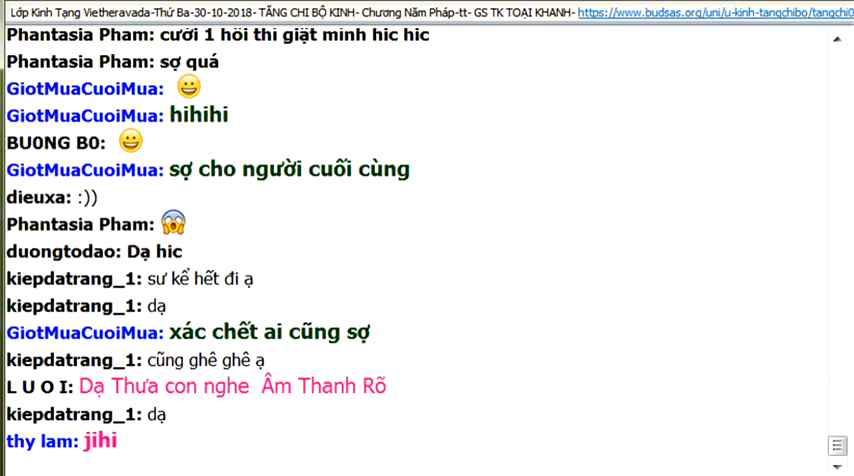 Lớp Kinh Tạng Vietheravada-Thứ Ba-30-10-2018- TĂNG CHI BỘ KINH- Chương Năm Pháp-tt- GS TK TOẠI KHANH- https://www.budsas.org/uni/u-kinh-tangchibo/tangchi0
Phantasia Pham: cười 1 hồi thì giật mình hic hic
Phantasia Pham: sợ quá
GiotMuaCuoiMua: 😀
GiotMuaCuoiMua: hihihi
BU0NG B0: 😀
GiotMuaCuoiMua: sợ cho người cuối cùng
dieuxa: :))
Phantasia Pham: 😱
duongtodao: Dạ hic
kiepdatrang_1: sư kể hết đi ạ
kiepdatrang_1: dạ
GiotMuaCuoiMua: xác chết ai cũng sợ
kiepdatrang_1: cũng ghê ghê ạ
L U O I: Dạ Thưa con nghe Âm Thanh Rõ
kiepdatrang_1: dạ
thy lam: jihi